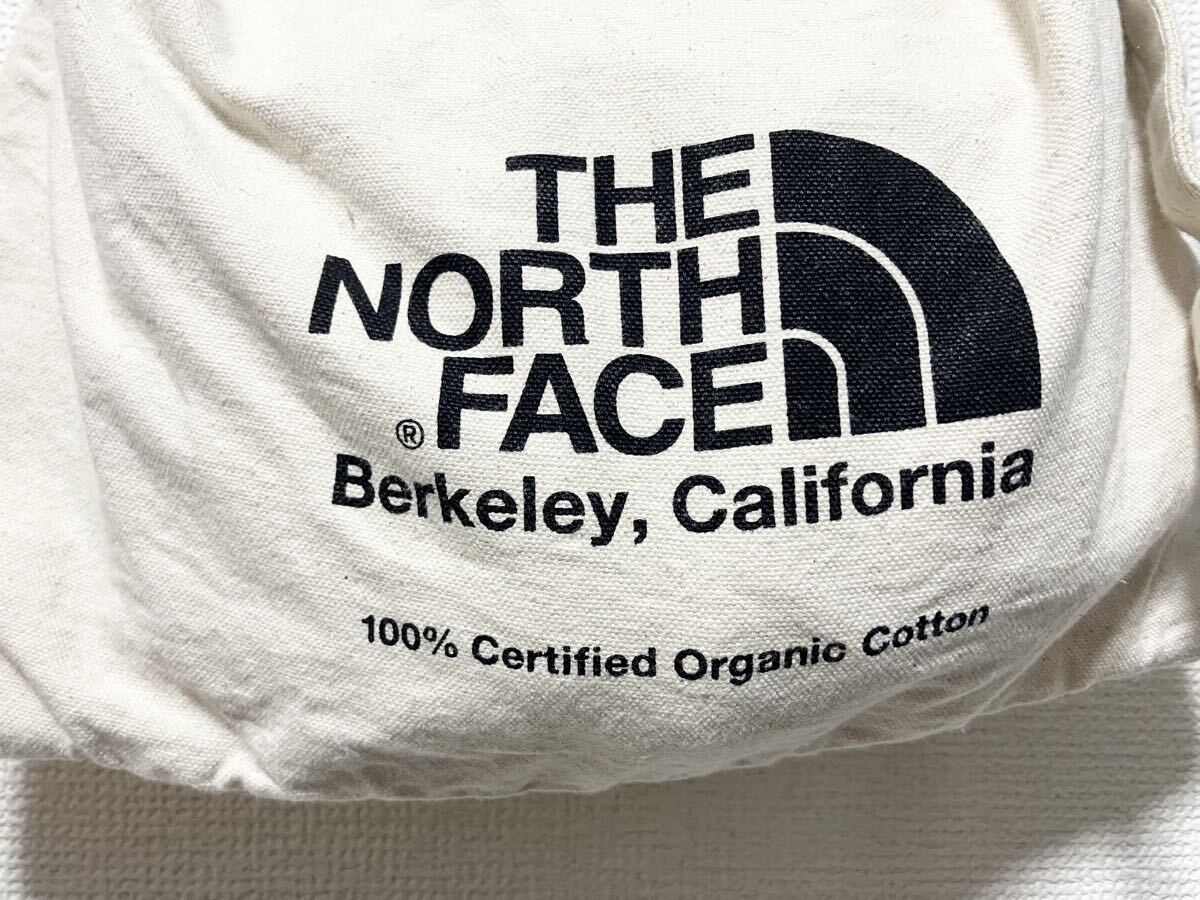 THE
NORTH
®FACE
Berkeley, California
100% Certified Organic Cotton